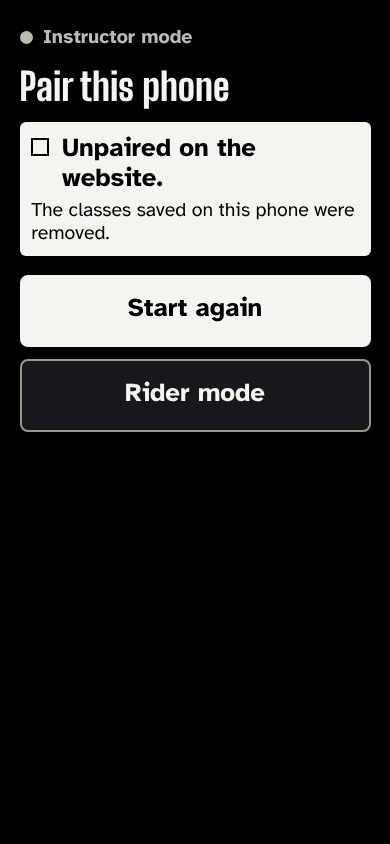 Instructor mode
Pair this phone
Unpaired on the
website.
The classes saved on this phone were
removed.
Start again
Rider mode